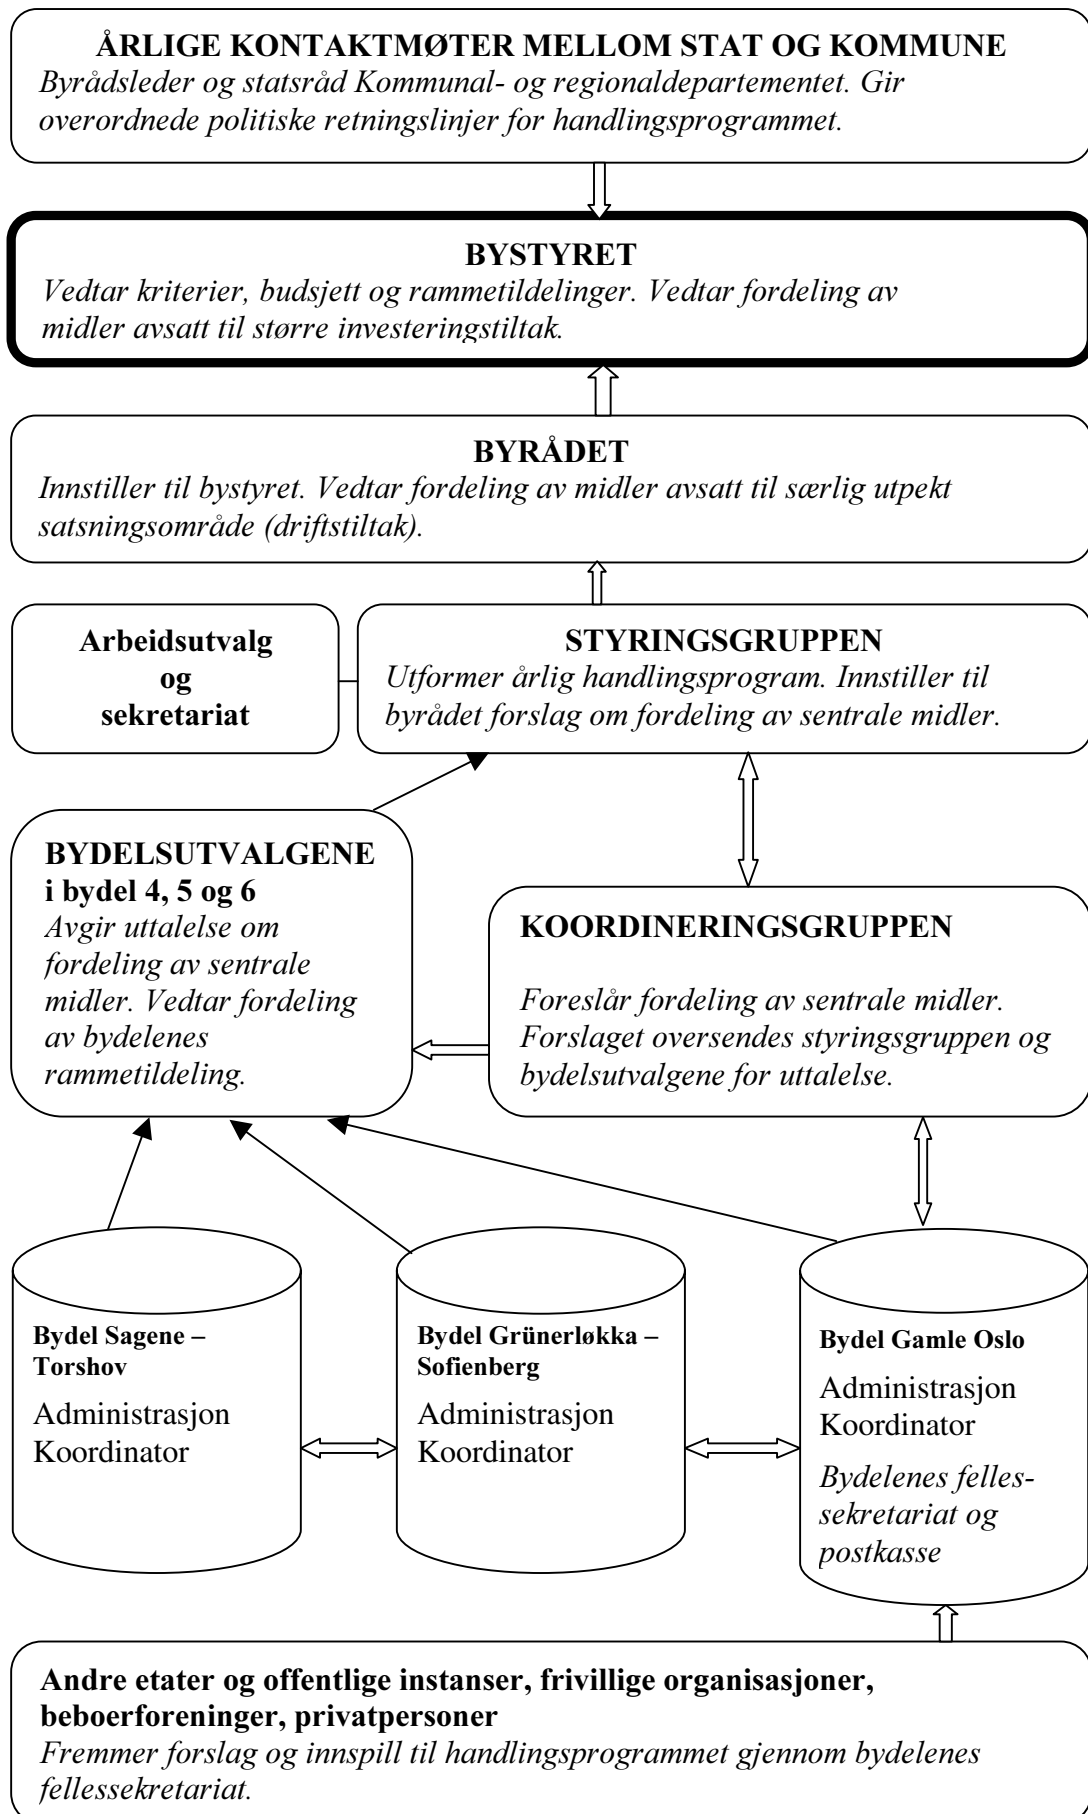 ÅRLIGE KONTAKTMØTER MELLOM STAT OG KOMMUNE
Byrådsleder og statsråd Kommunal- og regionaldepartementet. Gir
overordnede politiske retningslinjer for handlingsprogrammet.
BYSTYRET
Vedtar kriterier, budsjett og rammetildelinger. Vedtar fordeling av
midler avsatt til større investeringstiltak.
BYRÅDET
Innstiller til bystyret. Vedtar fordeling av midler avsatt til særlig utpekt
satsningsområde (driftstiltak).
Arbeidsutvalg
og
sekretariat
STYRINGSGRUPPEN
Utformer årlig handlingsprogram. Innstiller til
byrådet forslag om fordeling av sentrale midler.
BYDELSUTVALGENE
i bydel 4, 5 og 6
Avgir uttalelse om
fordeling av sentrale
midler. Vedtar fordeling
av bydelenes
rammetildeling.
KOORDINERINGSGRUPPEN
Foreslår fordeling av sentrale midler.
Forslaget oversendes styringsgruppen og
bydelsutvalgene for uttalelse.
Bydel Sagene –
Torshov
Administrasjon
Koordinator
Bydel Grünerløkka –
Sofienberg
Administrasjon
Koordinator
Bydel Gamle Oslo
Administrasjon
Koordinator
Bydelenes felles-
sekretariat og
postkasse
Andre etater og offentlige instanser, frivillige organisasjoner,
beboerforeninger, privatpersoner
Fremmer forslag og innspill til handlingsprogrammet gjennom bydelenes
fellessekretariat.